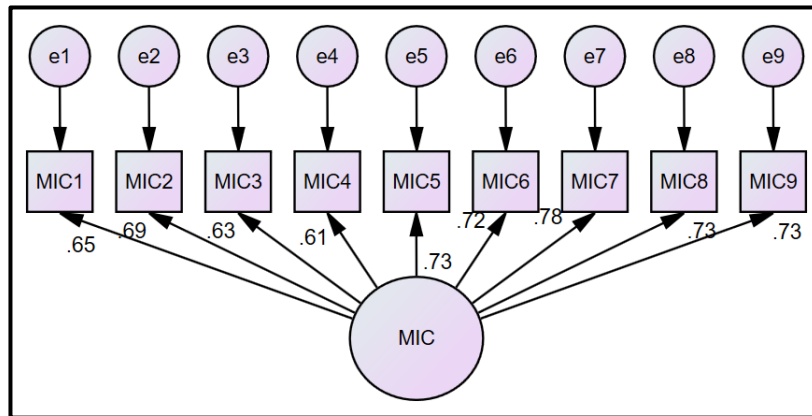 e1 e2 e3 e4 e5 e6 e7 e8 e9
MIC1 MIC2 MIC3 MIC4 MIC5 MIC6 MIC7 MIC8 MIC9
.65 .69 .63 .61 .73 .72 .78 .73 .73
MIC